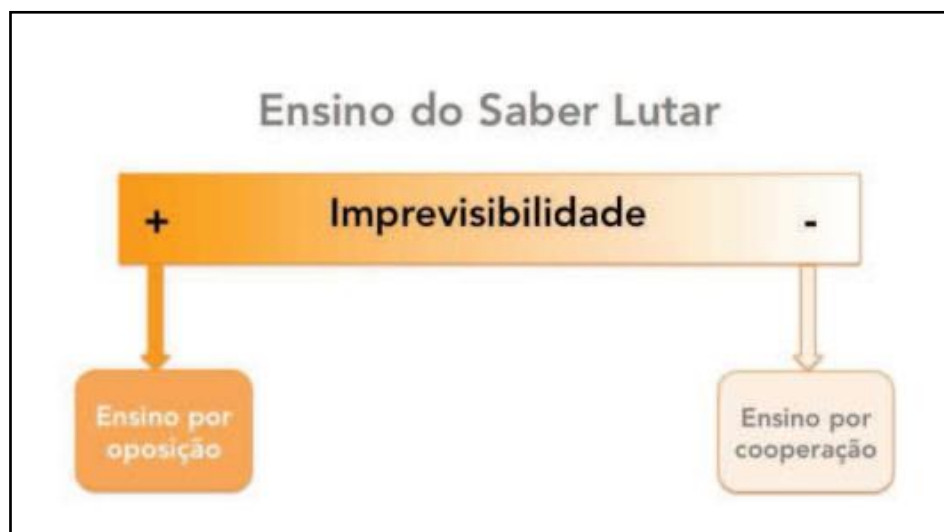 Ensino do Saber Lutar
+ Imprevisibilidade -
Ensino por
oposição
Ensino por
cooperação